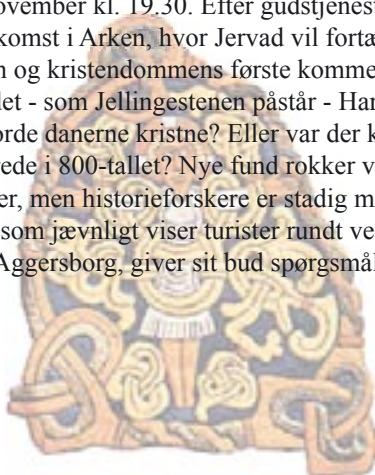 ovember kl. 19.30. Efter gudstjenest
komst i Arken, hvor Jervad vil fortæ
n og kristendommens første komme
let - som Jellingestenen påstår - Har
orde danerne kristne? Eller var der k
rede i 800-tallet? Nye fund rokker v
er, men historieforskere er stadig m
som jævnligt viser turister rundt ve
Aggersborg, giver sit bud spørgsmål